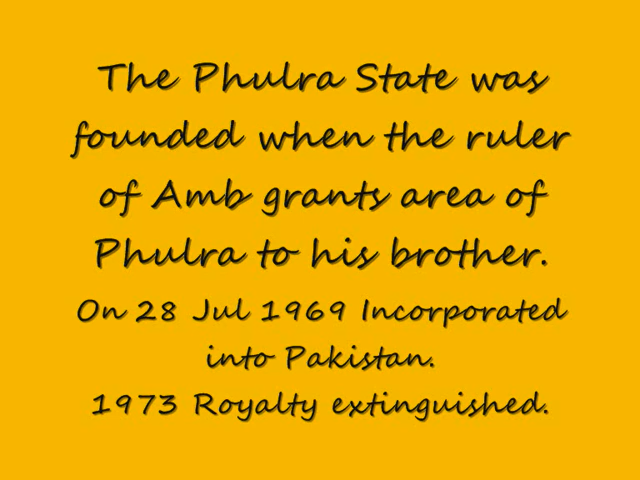 The Phulra State was
founded when the ruler
of Amb grants area of
Phulra to his brother.
On 28 Jul 1969 Incorporated
into Pakistan.
1973 Royalty extinguished.